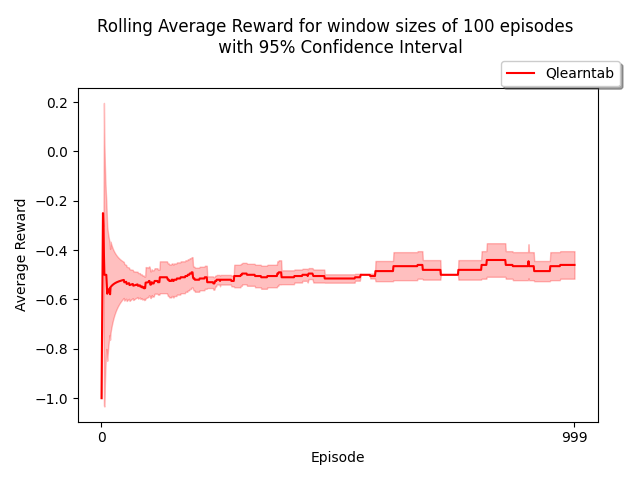 Rolling Average Reward for window sizes of 100 episodes
with 95% Confidence Interval
Qlearntab
0.2
0.0
−0.2
−0.4
−0.6
−0.8
−1.0
Average Reward
0
999
Episode